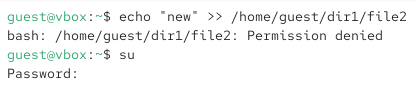 guest@vbox:~$ echo "new" >> /home/guest/dir1/file2
bash: /home/guest/dir1/file2: Permission denied
guest@vbox:~$ su
Password: